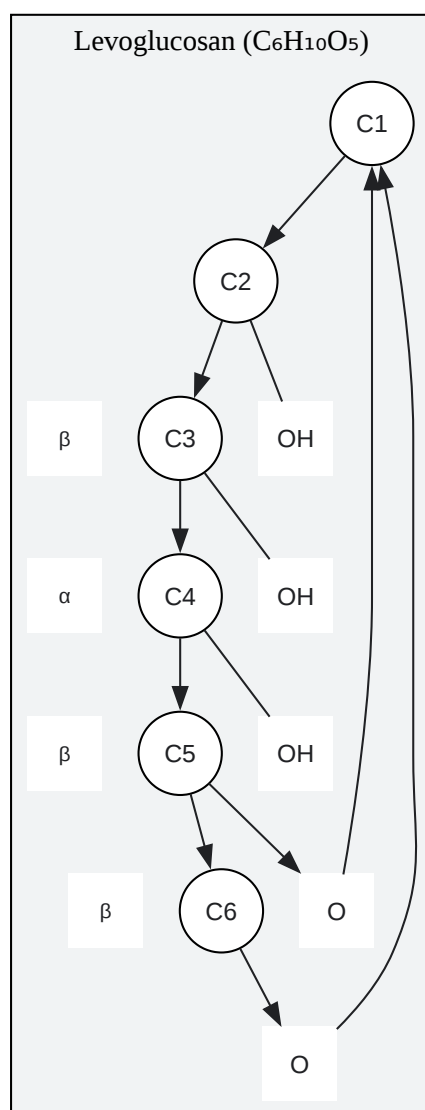 Levoglucosan (C₆H₁₀O₅)
C1
C2
β C3 OH
α C4 OH
β C5 OH
β C6 O
O